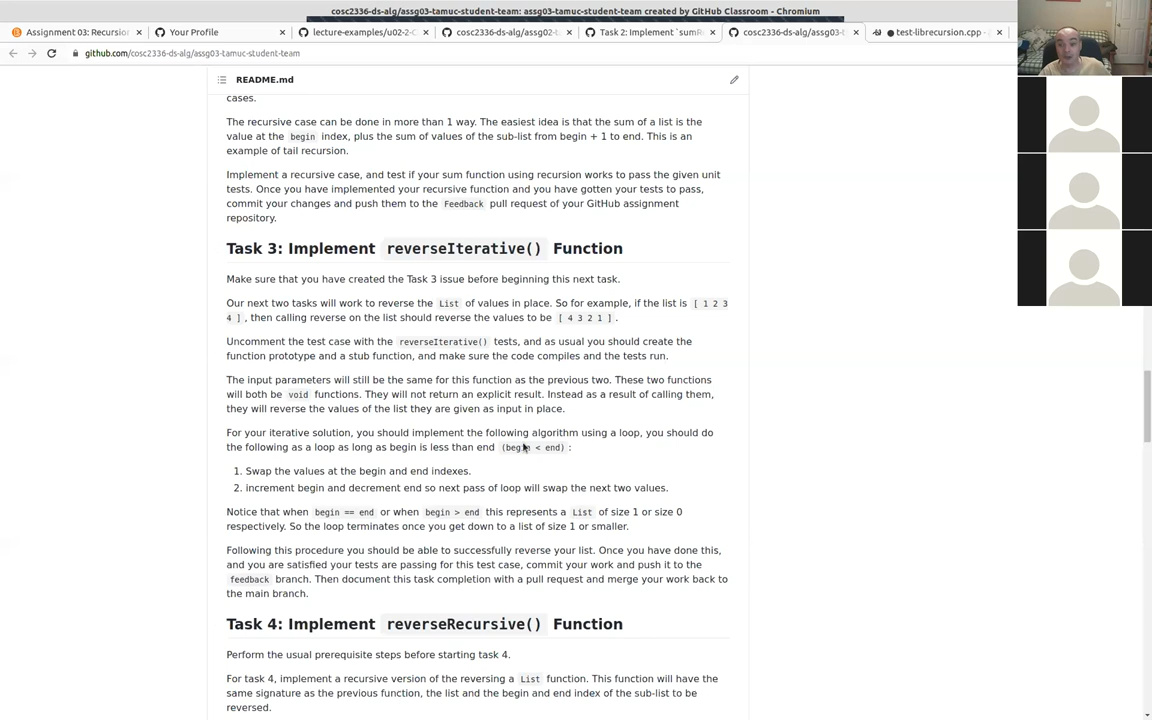 cosc2336-ds-alg/assg03-tamuc-student-team: assg03-tamuc-student-team created by GitHub Classroom - Chromium
Assignment 03: Recursio
Your Profile
lecture-examples/u02-2-C
cosc2336-ds-alg/assg02-t
Task 2: Implement `sumR
cosc2336-ds-alg/assg03-t
● test-librecursion.cpp -
github.com/cosc2336-ds-alg/assg03-tamuc-student-team
README.md
cases.
The recursive case can be done in more than 1 way. The easiest idea is that the sum of a list is the
value at the begin index, plus the sum of values of the sub-list from begin + 1 to end. This is an
example of tail recursion.
Implement a recursive case, and test if your sum function using recursion works to pass the given unit
tests. Once you have implemented your recursive function and you have gotten your tests to pass,
commit your changes and push them to the Feedback pull request of your GitHub assignment
repository.
Task 3: Implement reverseIterative() Function
Make sure that you have created the Task 3 issue before beginning this next task.
Our next two tasks will work to reverse the List of values in place. So for example, if the list is [ 1 2 3
4 ], then calling reverse on the list should reverse the values to be [ 4 3 2 1 ].
Uncomment the test case with the reverseIterative() tests, and as usual you should create the
function prototype and a stub function, and make sure the code compiles and the tests run.
The input parameters will still be the same for this function as the previous two. These two functions
will both be void functions. They will not return an explicit result. Instead as a result of calling them,
they will reverse the values of the list they are given as input in place.
For your iterative solution, you should implement the following algorithm using a loop, you should do
the following as a loop as long as begin is less than end (begin < end):
1. Swap the values at the begin and end indexes.
2. increment begin and decrement end so next pass of loop will swap the next two values.
Notice that when begin == end or when begin > end this represents a List of size 1 or size 0
respectively. So the loop terminates once you get down to a list of size 1 or smaller.
Following this procedure you should be able to successfully reverse your list. Once you have done this,
and you are satisfied your tests are passing for this test case, commit your work and push it to the
feedback branch. Then document this task completion with a pull request and merge your work back to
the main branch.
Task 4: Implement reverseRecursive() Function
Perform the usual prerequisite steps before starting task 4.
For task 4, implement a recursive version of the reversing a List function. This function will have the
same signature as the previous function, the list and the begin and end index of the sub-list to be
reversed.